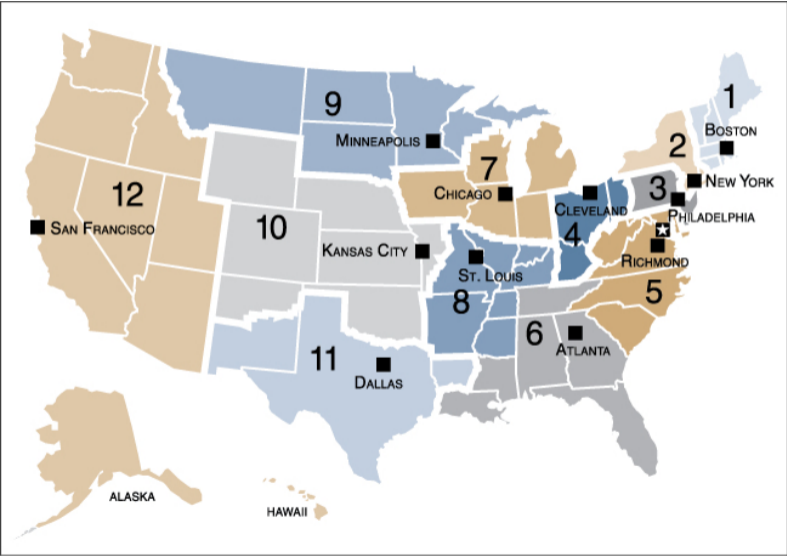 1
BOSTON
9
MINNEAPOLIS
2
7
CHICAGO
3
NEW YORK
12
SAN FRANCISCO
CLEVELAND
PHILADELPHIA
10
4
KANSAS CITY
RICHMOND
ST. LOUIS
8
5
6
ATLANTA
11
DALLAS
ALASKA
HAWAII